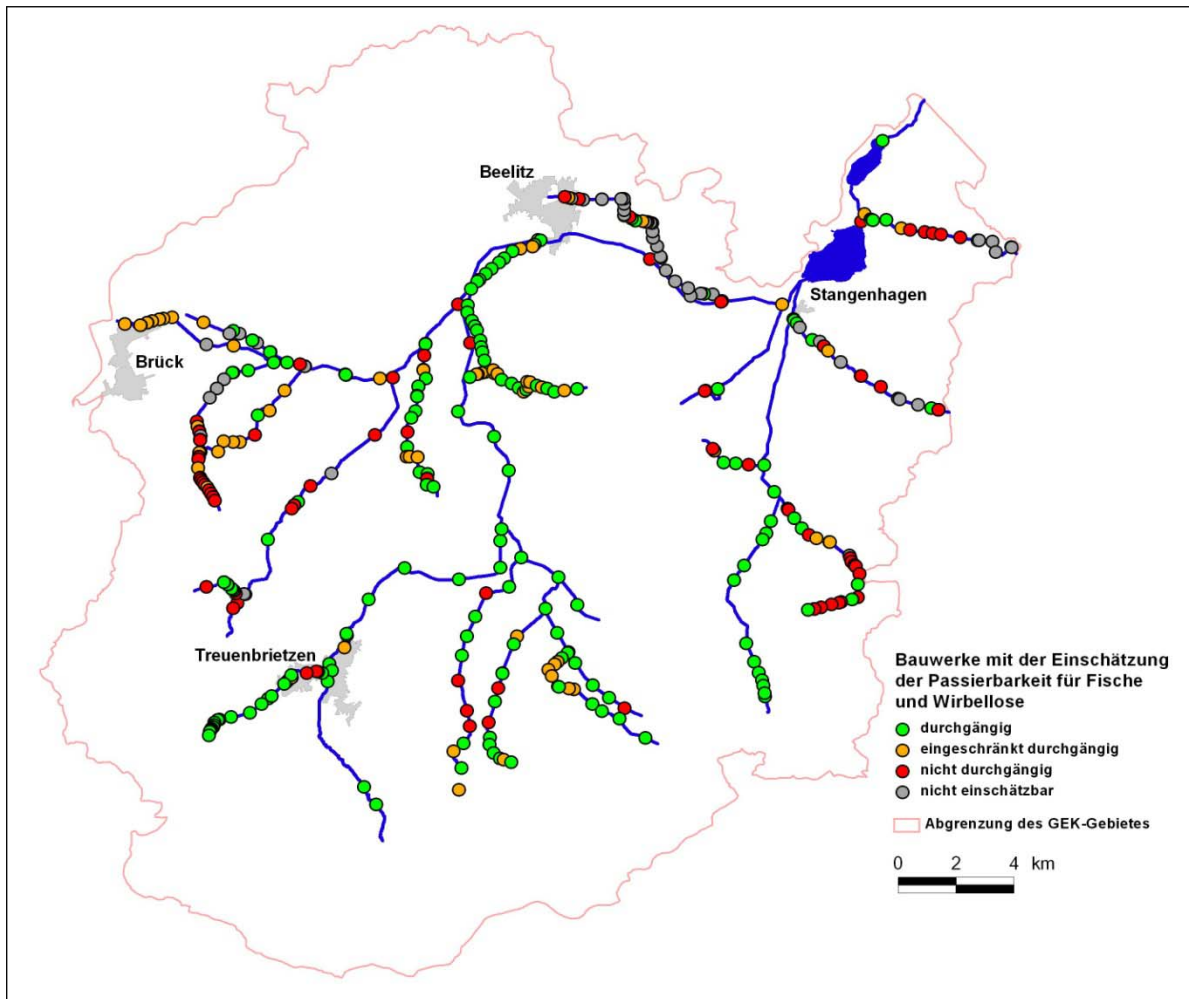 Beelitz
Stangenhagen
Brück
Treuenbrietzen
Bauwerke mit der Einschätzung
der Passierbarkeit für Fische
und Wirbellose
durchgängig
eingeschränkt durchgängig
nicht durchgängig
nicht einschätzbar
Abgrenzung des GEK-Gebietes
0 2 4 km